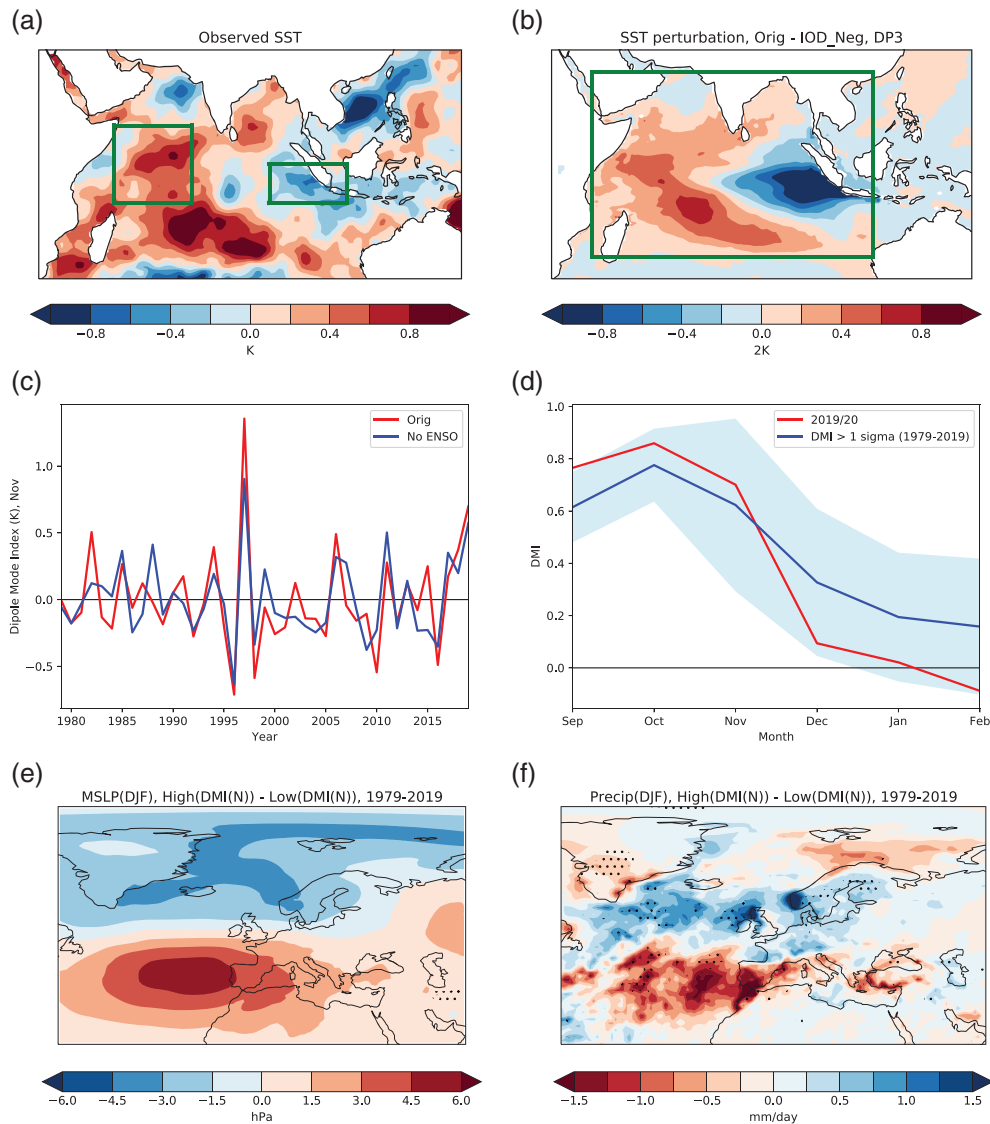 (a)
Observed SST
−0.8 −0.4 0.0 0.4 0.8
K
(b)
SST perturbation, Orig - IOD_Neg, DP3
−0.8 −0.4 0.0 0.4 0.8
2K
(c)
Orig
No ENSO
Dipole Mode Index (K), Nov
1.0
0.5
0.0
−0.5
1980 1985 1990 1995 2000 2005 2010 2015
Year
(d)
2019/20
DMI > 1 sigma (1979-2019)
DMI
1.0
0.8
0.6
0.4
0.2
0.0
Sep Oct Nov Dec Jan Feb
Month
(e)
MSLP(DJF), High(DMI(N)) - Low(DMI(N)), 1979-2019
−6.0 −4.5 −3.0 −1.5 0.0 1.5 3.0 4.5 6.0
hPa
(f)
Precip(DJF), High(DMI(N)) - Low(DMI(N)), 1979-2019
−1.5 −1.0 −0.5 0.0 0.5 1.0 1.5
mm/day